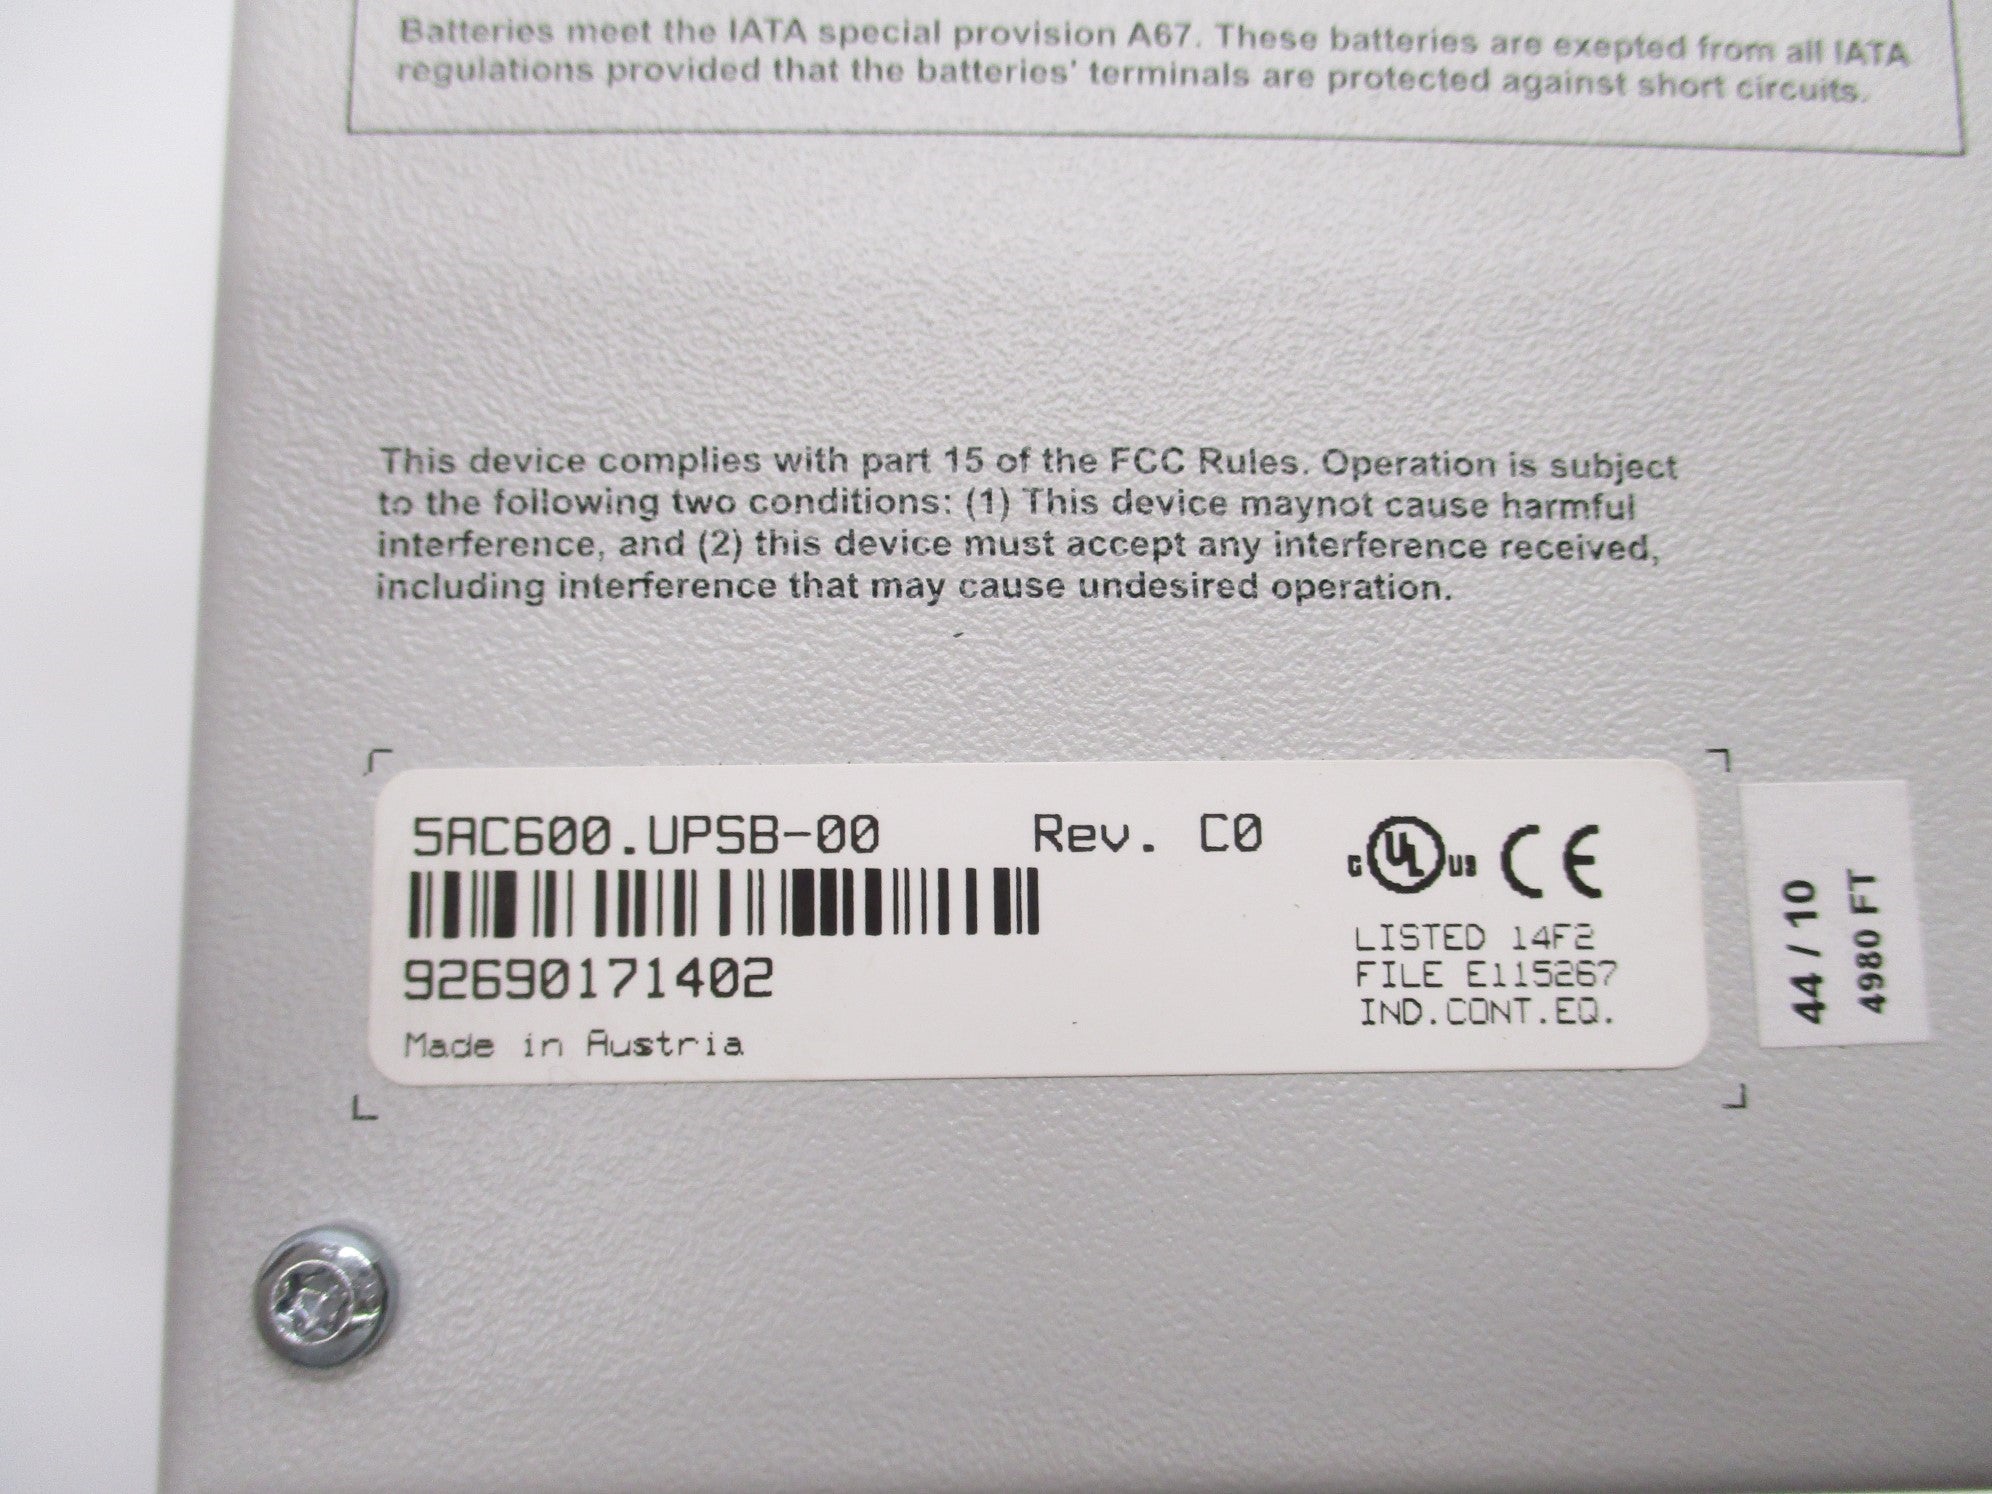 Batteries meet the IATA special provision A67. These batteries are exepted from all IATA
regulations provided that the batteries' terminals are protected against short circuits.
This device complies with part 15 of the FCC Rules. Operation is subject
to the following two conditions: (1) This device maynot cause harmful
interference, and (2) this device must accept any interference received,
including interference that may cause undesired operation.
5AC600.UPSB-00 Rev. C0
92690171402
Made in Austria
C UL US CE
LISTED 14F2
FILE E115267
IND.CONT.EQ.
44 / 10
4980 FT